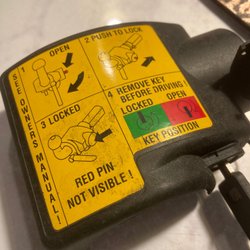 1
OPEN
2 PUSH TO LOCK
SEE OWNERS MANUAL!
3 LOCKED
RED PIN
NOT VISIBLE !
4 REMOVE KEY
BEFORE DRIVING
LOCKED OPEN
KEY POSITION